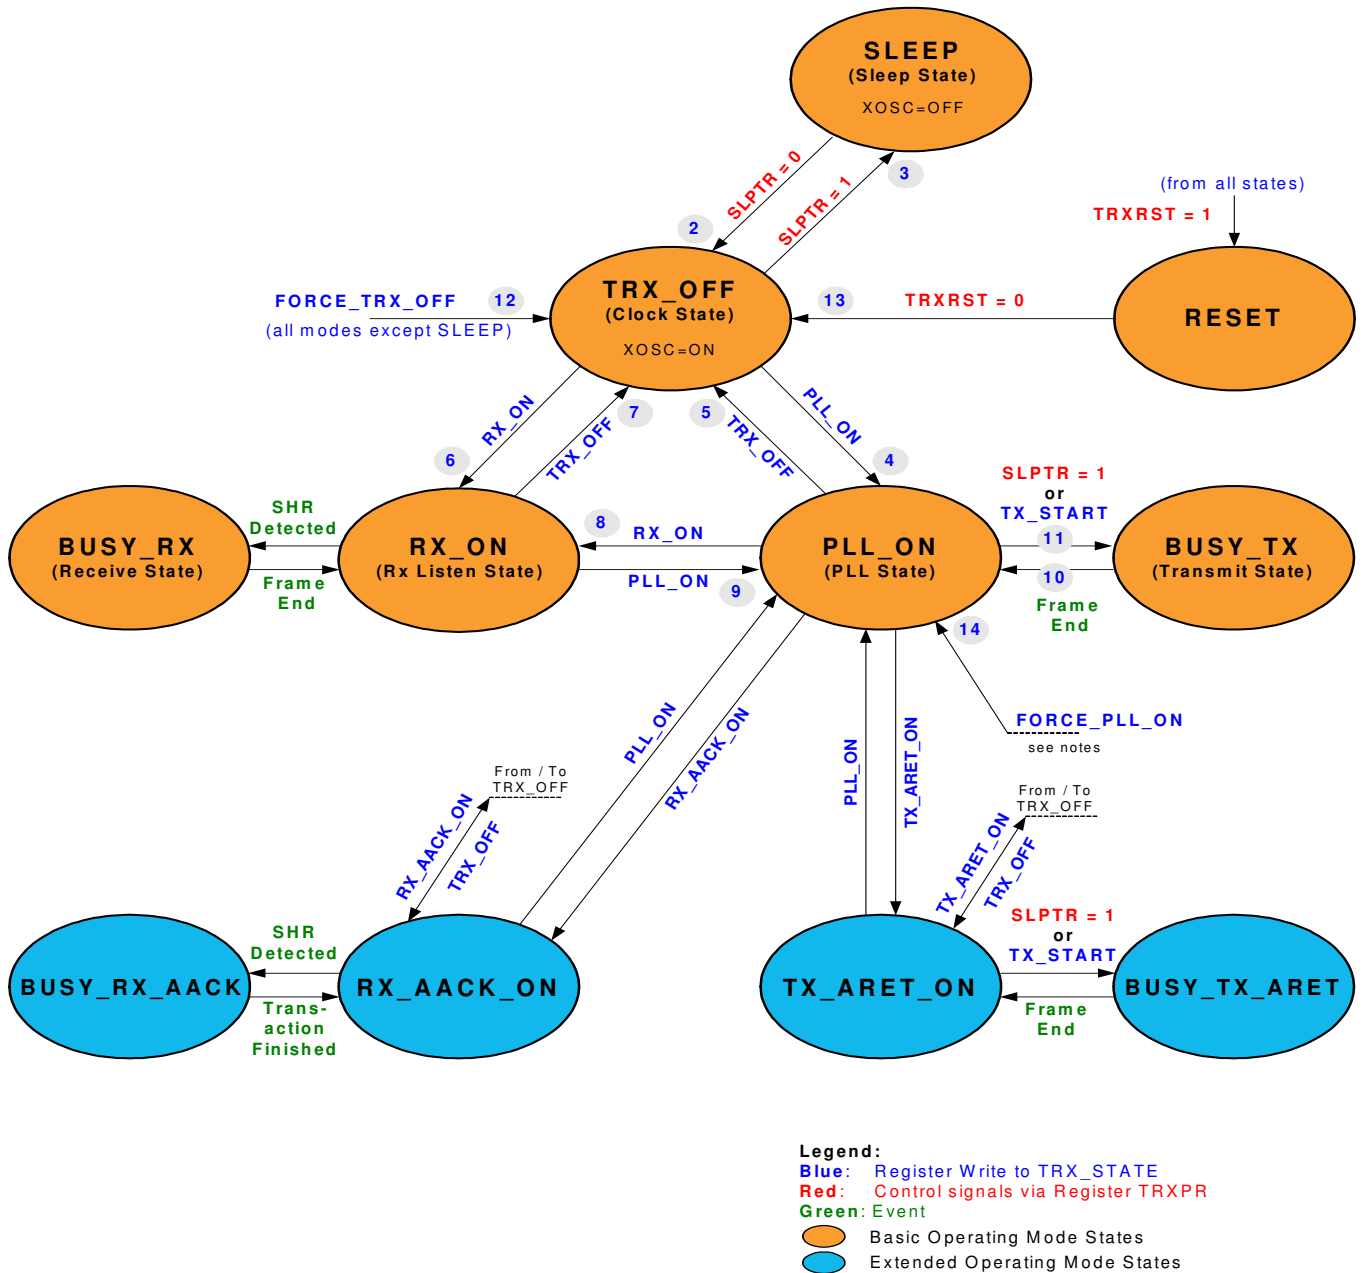 SLEEP
(Sleep State)
XOSC=OFF
SLPTR = 0
SLPTR = 1
3
2
(from all states)
TRXRST = 1
FORCE_TRX_OFF
12
(all modes except SLEEP)
TRX_OFF
(Clock State)
XOSC=ON
13
TRXRST = 0
RESET
RX_ON
TRX_OFF
7
6
5
TRX_OFF
PLL_ON
4
SHR
Detected
BUSY_RX
(Receive State)
Frame
End
RX_ON
(Rx Listen State)
8
RX_ON
PLL_ON
9
PLL_ON
(PLL State)
SLPTR = 1
or
TX_START
11
10
Frame
End
BUSY_TX
(Transmit State)
14
FORCE_PLL_ON
see notes
PLL_ON
RX_AACK_ON
PLL_ON
TX_ARET_ON
From / To
TRX_OFF
RX_AACK_ON
TRX_OFF
From / To
TRX_OFF
TX_ARET_ON
TRX_OFF
SHR
Detected
BUSY_RX_AACK
Trans-
action
Finished
RX_AACK_ON
TX_ARET_ON
SLPTR = 1
or
TX_START
Frame
End
BUSY_TX_ARET
Legend:
Blue: Register Write to TRX_STATE
Red: Control signals via Register TRXPR
Green: Event
Basic Operating Mode States
Extended Operating Mode States